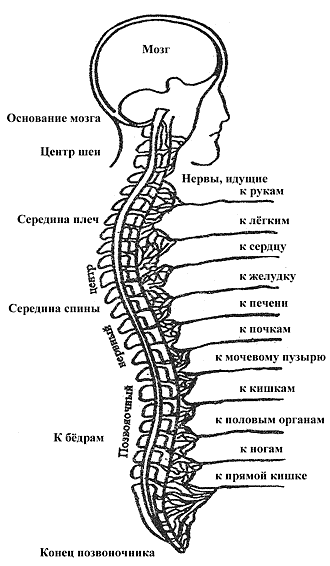 Мозг
Основание мозга
Центр шеи
Нервы, идущие
к рукам
Середина плеч
к лёгким
к сердцу
центр
к желудку
Середина спины
к печени
нервный
к почкам
к мочевому пузырю
Позвоночный
к кишкам
к половым органам
К бёдрам
к ногам
к прямой кишке
Конец позвоночника